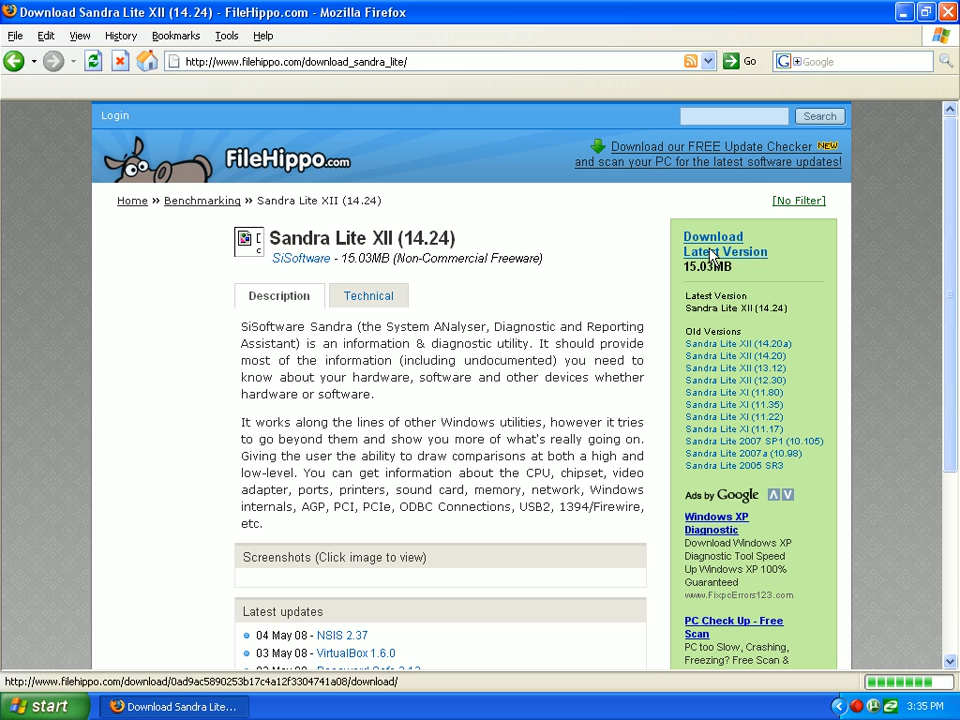 Download Sandra Lite XII (14.24) - FileHippo.com - Mozilla Firefox
File Edit View History Bookmarks Tools Help
http://www.filehippo.com/download_sandra_lite/
Go
Google
Login
Search
FileHippo.com
Download our FREE Update Checker NEW
and scan your PC for the latest software updates!
Home » Benchmarking » Sandra Lite XII (14.24)
[No Filter]
Sandra Lite XII (14.24)
SiSoftware - 15.03MB (Non-Commercial Freeware)
Description Technical
SiSoftware Sandra (the System ANalyser, Diagnostic and Reporting
Assistant) is an information & diagnostic utility. It should provide
most of the information (including undocumented) you need to
know about your hardware, software and other devices whether
hardware or software.
It works along the lines of other Windows utilities, however it tries
to go beyond them and show you more of what's really going on.
Giving the user the ability to draw comparisons at both a high and
low-level. You can get information about the CPU, chipset, video
adapter, ports, printers, sound card, memory, network, Windows
internals, AGP, PCI, PCIe, ODBC Connections, USB2, 1394/Firewire,
etc.
Screenshots (Click image to view)
Latest updates
04 May 08 - NSIS 2.37
03 May 08 - VirtualBox 1.6.0
Download
Latest Version
15.03MB
Latest Version
Sandra Lite XII (14.24)
Old Versions
Sandra Lite XII (14.20a)
Sandra Lite XII (14.20)
Sandra Lite XII (13.12)
Sandra Lite XII (12.30)
Sandra Lite XI (11.80)
Sandra Lite XI (11.35)
Sandra Lite XI (11.22)
Sandra Lite XI (11.17)
Sandra Lite 2007 SP1 (10.105)
Sandra Lite 2007a (10.98)
Sandra Lite 2005 SR3
Ads by Google
Windows XP
Diagnostic
Download Windows XP
Diagnostic Tool Speed
Up Windows XP 100%
Guaranteed
www.FixpcErrors123.com
PC Check Up - Free
Scan
PC too Slow, Crashing,
Freezing? Free Scan &
http://www.filehippo.com/download/0ad9ac5890253b17c4a12f3304741a08/download/
start
Download Sandra Lite...
3:35 PM